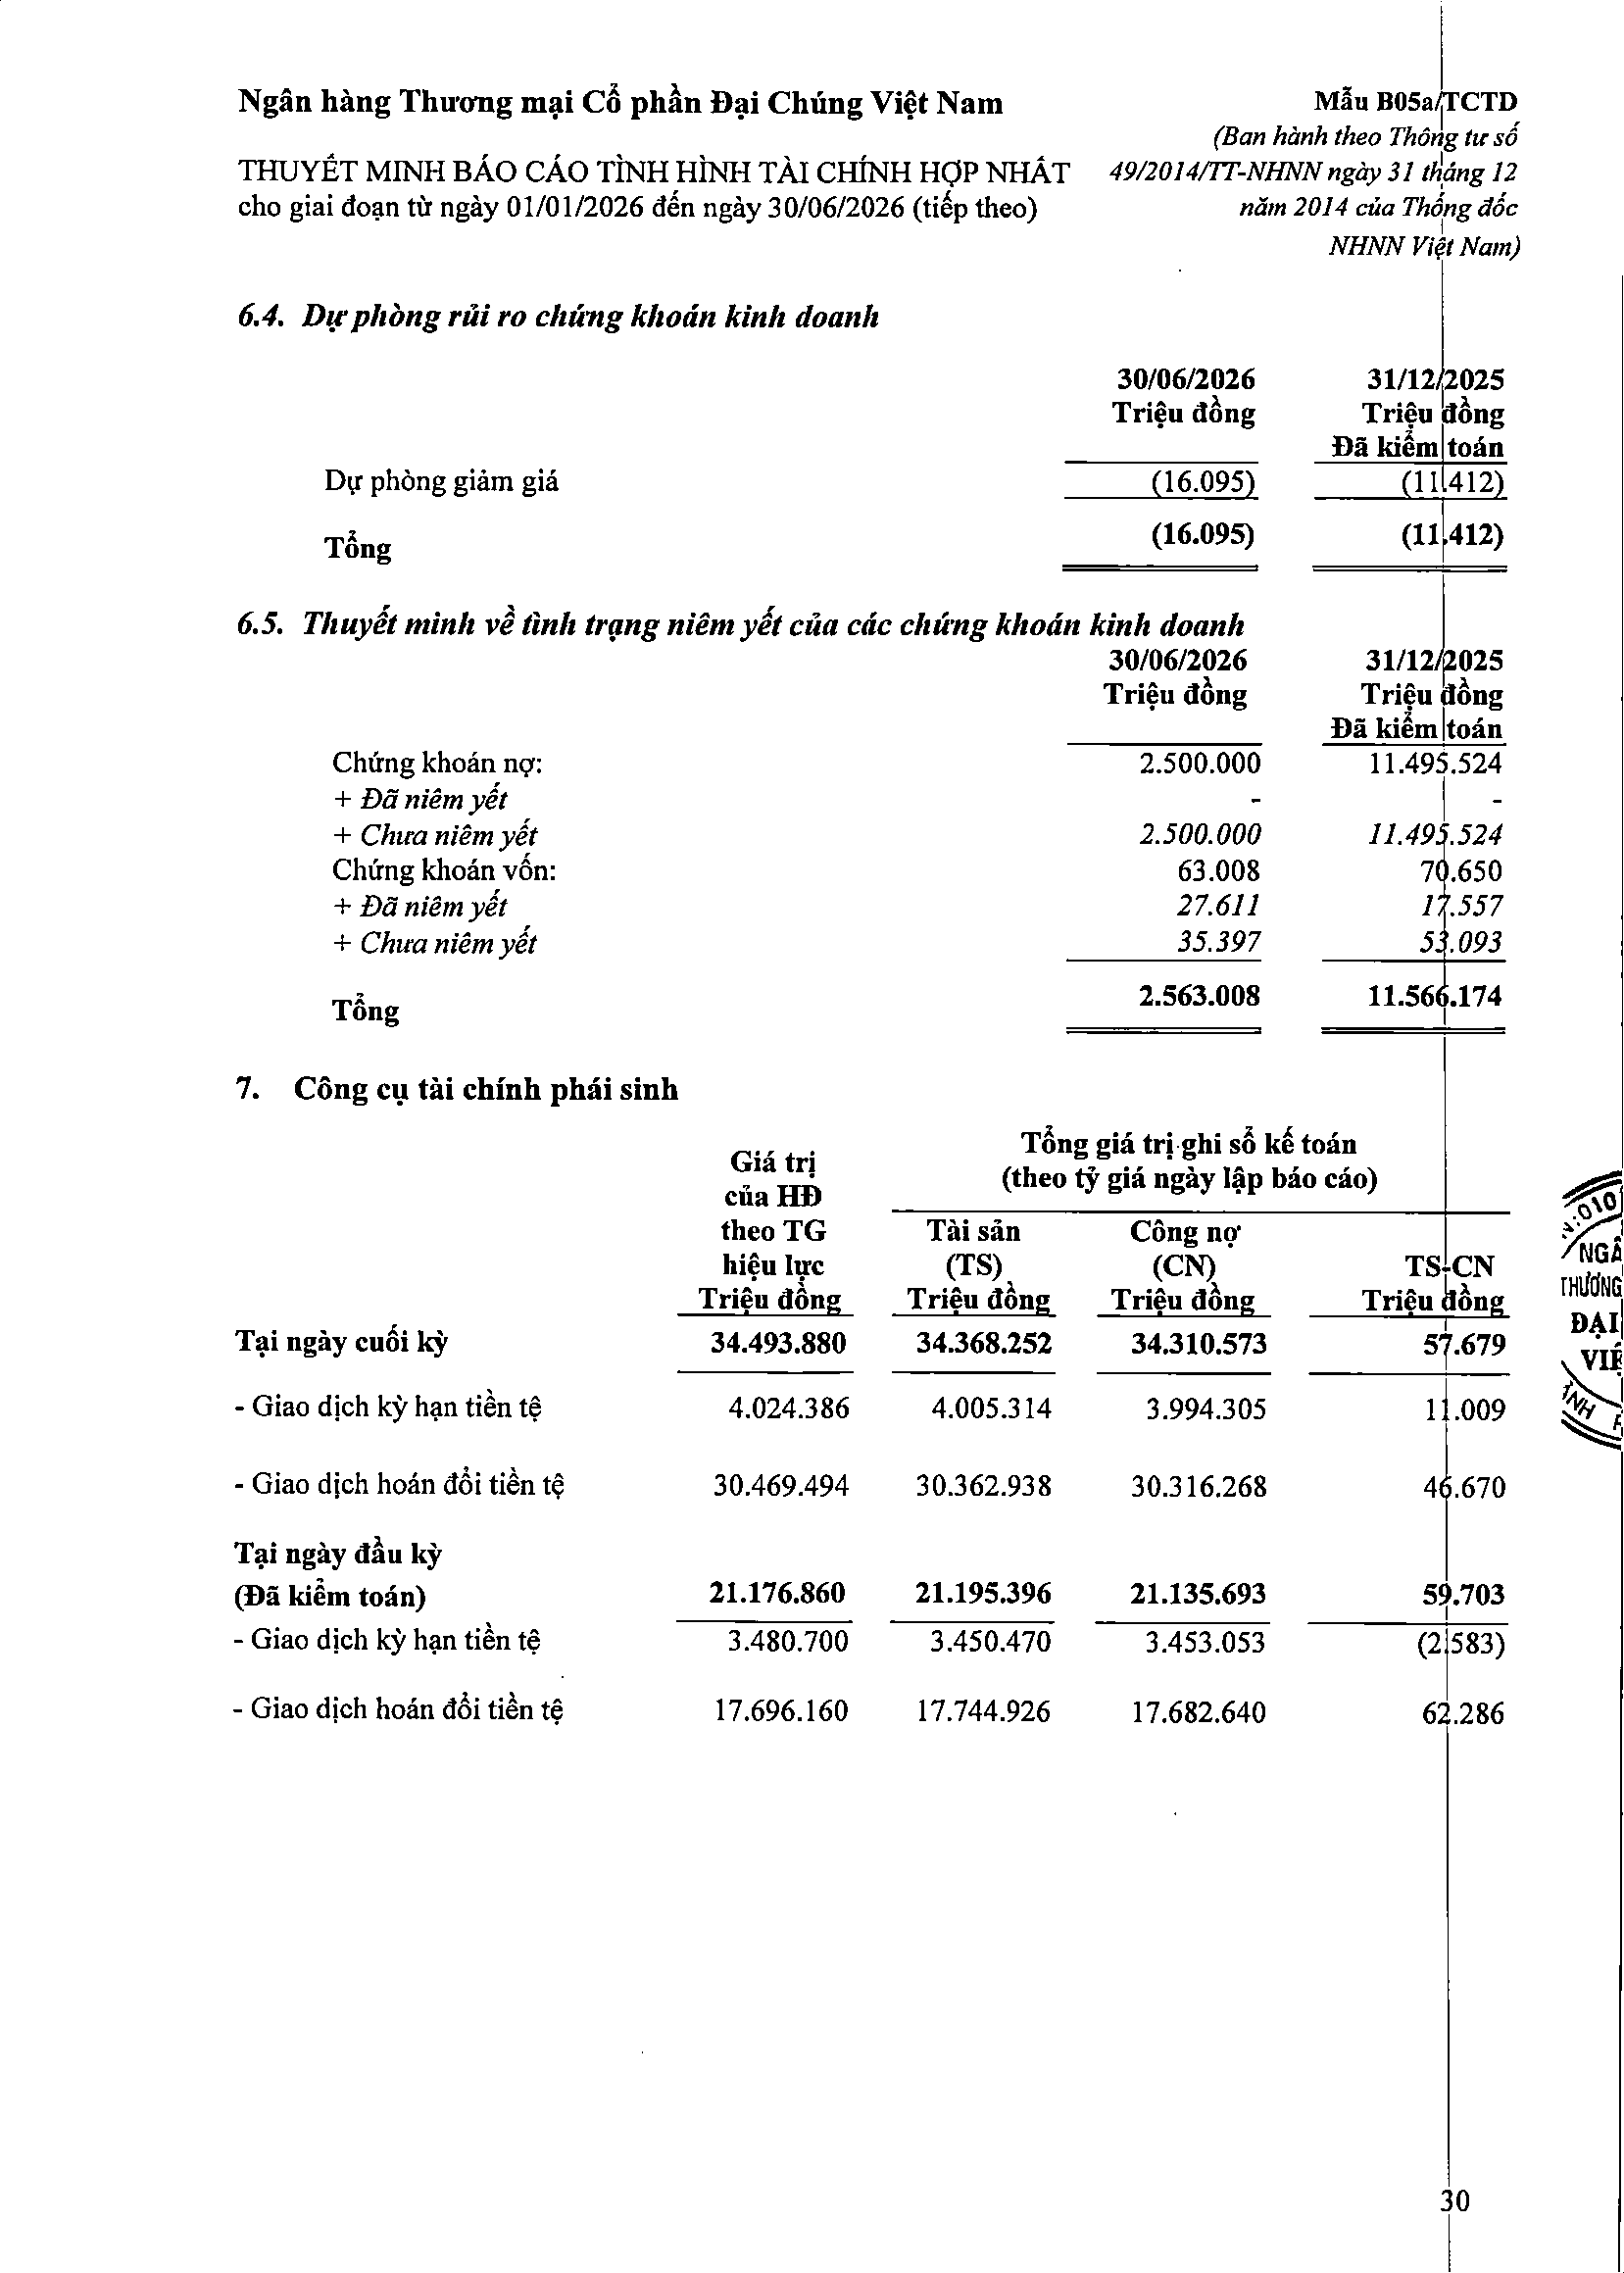 Ngân hàng Thương mại Cổ phần Đại Chúng Việt Nam
Mẫu B05a/TCTD
(Ban hành theo Thông tư số
THUYẾT MINH BÁO CÁO TÌNH HÌNH TÀI CHÍNH HỢP NHẤT 49/2014/TT-NHNN ngày 31 tháng 12
cho giai đoạn từ ngày 01/01/2026 đến ngày 30/06/2026 (tiếp theo) năm 2014 của Thống đốc
NHNN Việt Nam)
6.4. Dự phòng rủi ro chứng khoán kinh doanh
30/06/2026 31/12/2025
Triệu đồng Triệu đồng
Đã kiểm toán
Dự phòng giảm giá (16.095) (11.412)
Tổng (16.095) (11.412)
6.5. Thuyết minh về tình trạng niêm yết của các chứng khoán kinh doanh
30/06/2026 31/12/2025
Triệu đồng Triệu đồng
Đã kiểm toán
Chứng khoán nợ: 2.500.000 11.495.524
+ Đã niêm yết - -
+ Chưa niêm yết 2.500.000 11.495.524
Chứng khoán vốn: 63.008 70.650
+ Đã niêm yết 27.611 17.557
+ Chưa niêm yết 35.397 53.093
Tổng 2.563.008 11.566.174
7. Công cụ tài chính phái sinh
Tổng giá trị ghi sổ kế toán
Giá trị (theo tỷ giá ngày lập báo cáo)
của HĐ
theo TG Tài sản Công nợ
hiệu lực (TS) (CN) TS-CN
Triệu đồng Triệu đồng Triệu đồng Triệu đồng
Tại ngày cuối kỳ 34.493.880 34.368.252 34.310.573 57.679
- Giao dịch kỳ hạn tiền tệ 4.024.386 4.005.314 3.994.305 11.009
- Giao dịch hoán đổi tiền tệ 30.469.494 30.362.938 30.316.268 46.670
Tại ngày đầu kỳ
(Đã kiểm toán) 21.176.860 21.195.396 21.135.693 59.703
- Giao dịch kỳ hạn tiền tệ 3.480.700 3.450.470 3.453.053 (2.583)
- Giao dịch hoán đổi tiền tệ 17.696.160 17.744.926 17.682.640 62.286
THƯƠNG
ĐẠI
30